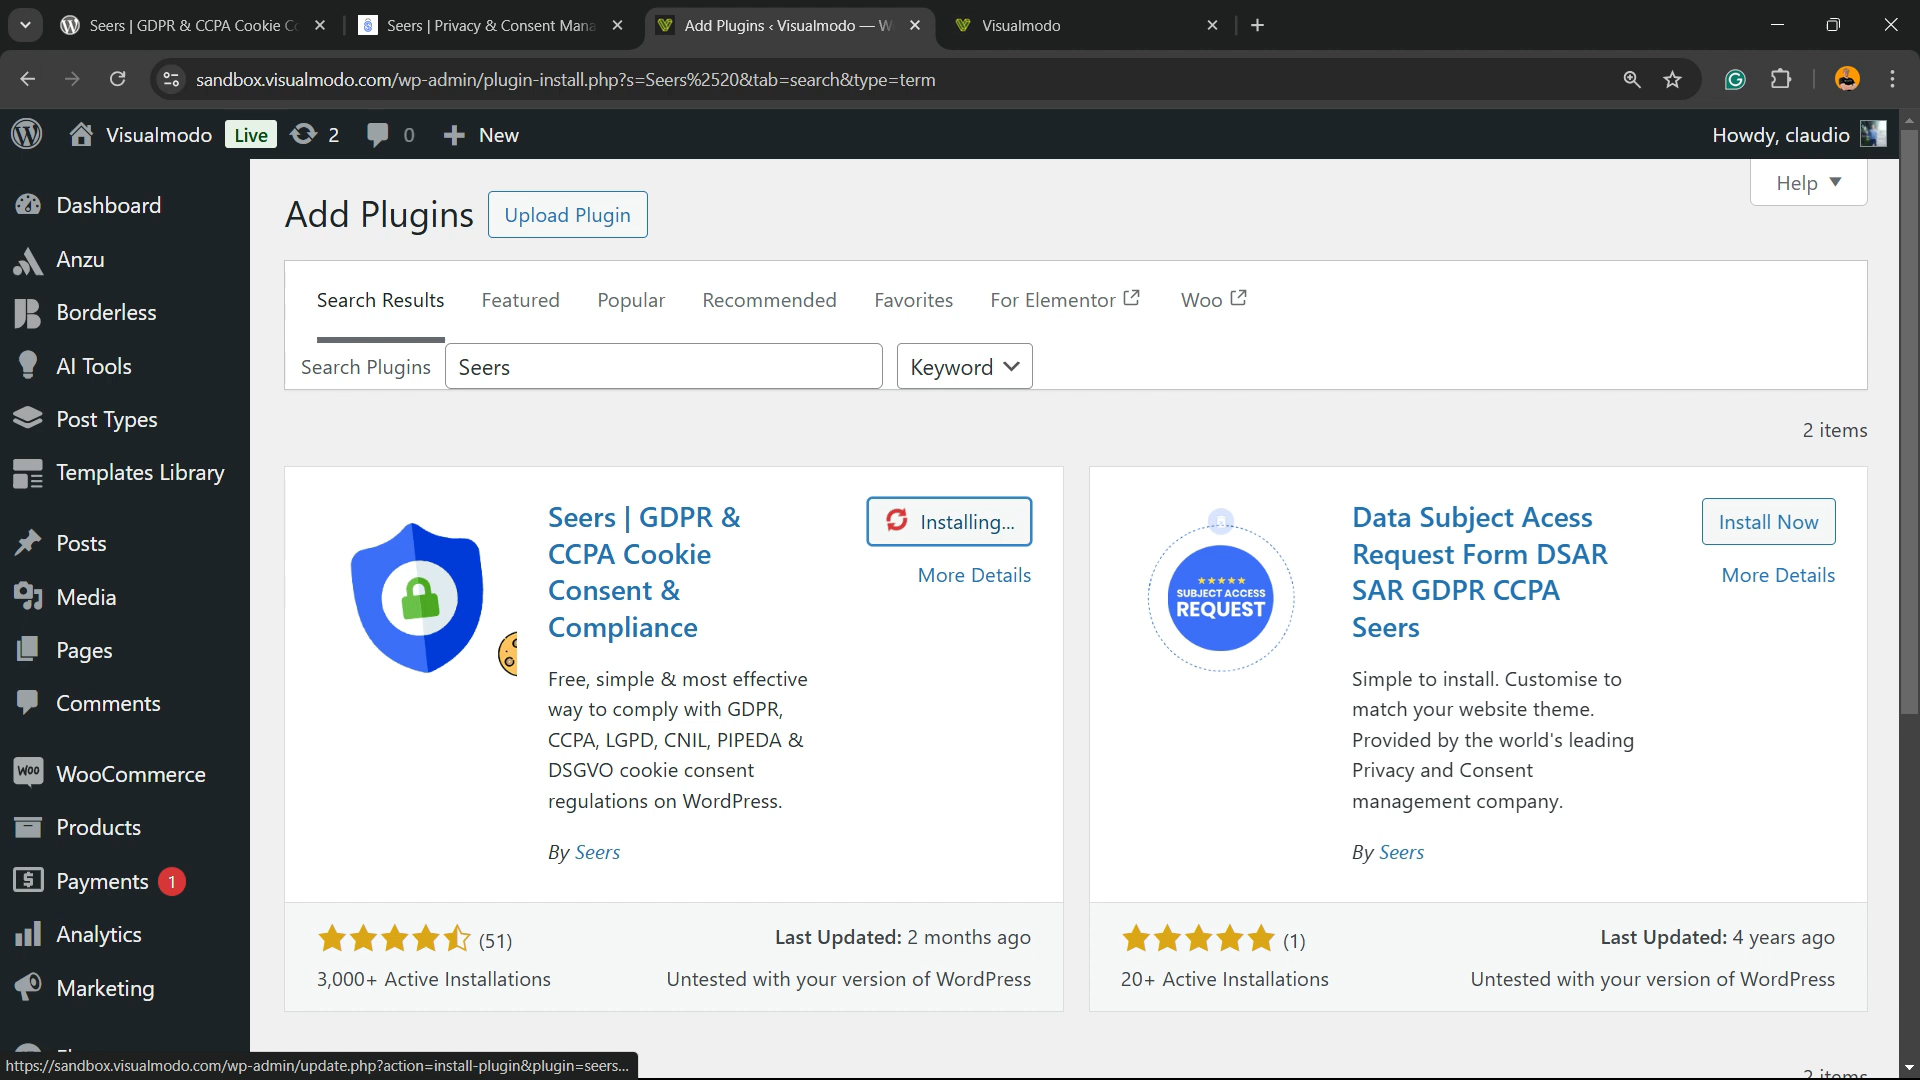 Seers | GDPR & CCPA Cookie Co
Seers | Privacy & Consent Mana
Add Plugins ‹ Visualmodo — W
Visualmodo
sandbox.visualmodo.com/wp-admin/plugin-install.php?s=Seers%2520&tab=search&type=term
Visualmodo
Live
2
0
New
Howdy, claudio
Dashboard
Anzu
Borderless
AI Tools
Post Types
Templates Library
Posts
Media
Pages
Comments
WooCommerce
Products
Payments 1
Analytics
Marketing
Help
Add Plugins
Upload Plugin
Search Results
Featured
Popular
Recommended
Favorites
For Elementor
Woo
Search Plugins
Seers
Keyword
2 items
Seers | GDPR &
CCPA Cookie
Consent &
Compliance
Installing...
More Details
Free, simple & most effective
way to comply with GDPR,
CCPA, LGPD, CNIL, PIPEDA &
DSGVO cookie consent
regulations on WordPress.
By Seers
(51)
3,000+ Active Installations
Last Updated: 2 months ago
Untested with your version of WordPress
SUBJECT ACCESS
REQUEST
Data Subject Acess
Request Form DSAR
SAR GDPR CCPA
Seers
Install Now
More Details
Simple to install. Customise to
match your website theme.
Provided by the world's leading
Privacy and Consent
management company.
By Seers
(1)
20+ Active Installations
Last Updated: 4 years ago
Untested with your version of WordPress
2 items
https://sandbox.visualmodo.com/wp-admin/update.php?action=install-plugin&plugin=seers...